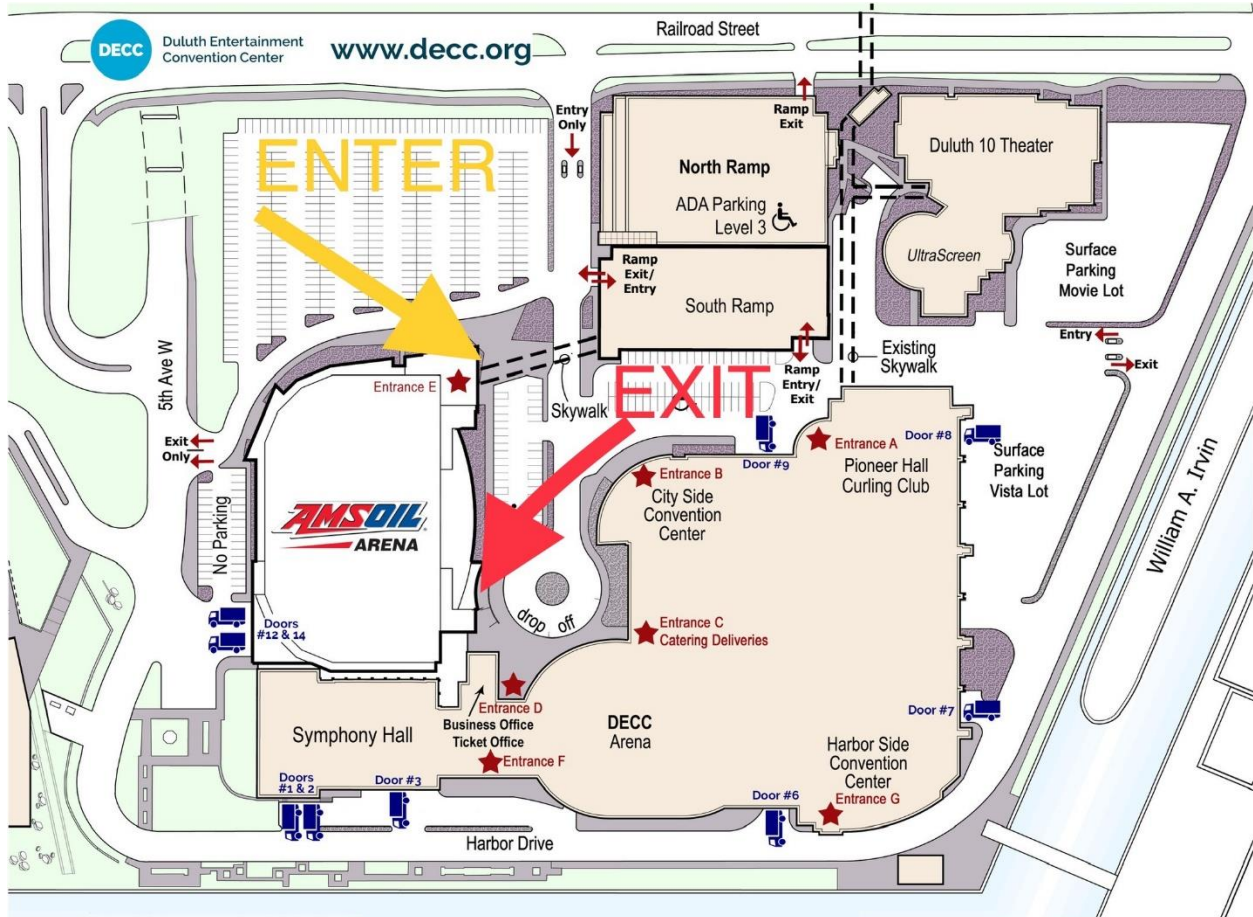 DECC
Duluth Entertainment
Convention Center
www.decc.org
Railroad Street
Entry
Only
Ramp
Exit
ENTER
North Ramp
ADA Parking
Level 3
Duluth 10 Theater
UltraScreen
Surface
Parking
Movie Lot
Ramp
Exit/
Entry
South Ramp
Entry
Exit
Ramp
Entry/
Exit
Existing
Skywalk
5th Ave W
Entrance E
Skywalk
EXIT
Exit
Only
No Parking
AMSOIL
ARENA
Door #9
Entrance A
Door #8
Pioneer Hall
Curling Club
Surface
Parking
Vista Lot
Entrance B
City Side
Convention
Center
William A. Irvin
Doors
#12 & 14
drop off
Entrance C
Catering Deliveries
Entrance D
Business Office
Ticket Office
Symphony Hall
DECC
Arena
Door #7
Entrance F
Harbor Side
Convention
Center
Doors
#1 & 2
Door #3
Door #6
Entrance G
Harbor Drive